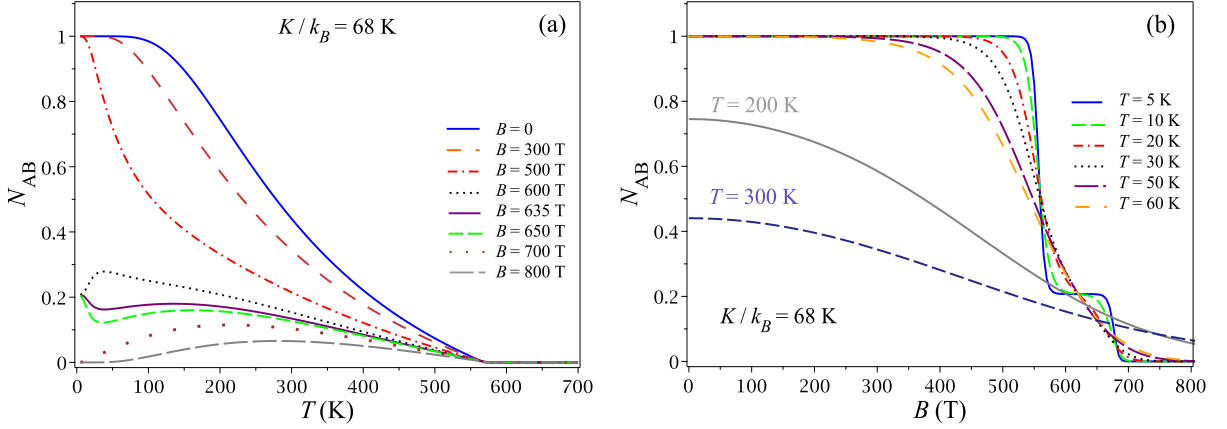 (a)
K / k_B = 68 K
N_AB
1
0.8
0.6
0.4
0.2
0
B = 0
B = 300 T
B = 500 T
B = 600 T
B = 635 T
B = 650 T
B = 700 T
B = 800 T
0 100 200 300 400 500 600 700
T (K)
(b)
N_AB
1
0.8
0.6
0.4
0.2
0
T = 200 K
T = 300 K
T = 5 K
T = 10 K
T = 20 K
T = 30 K
T = 50 K
T = 60 K
K / k_B = 68 K
0 100 200 300 400 500 600 700 800
B (T)